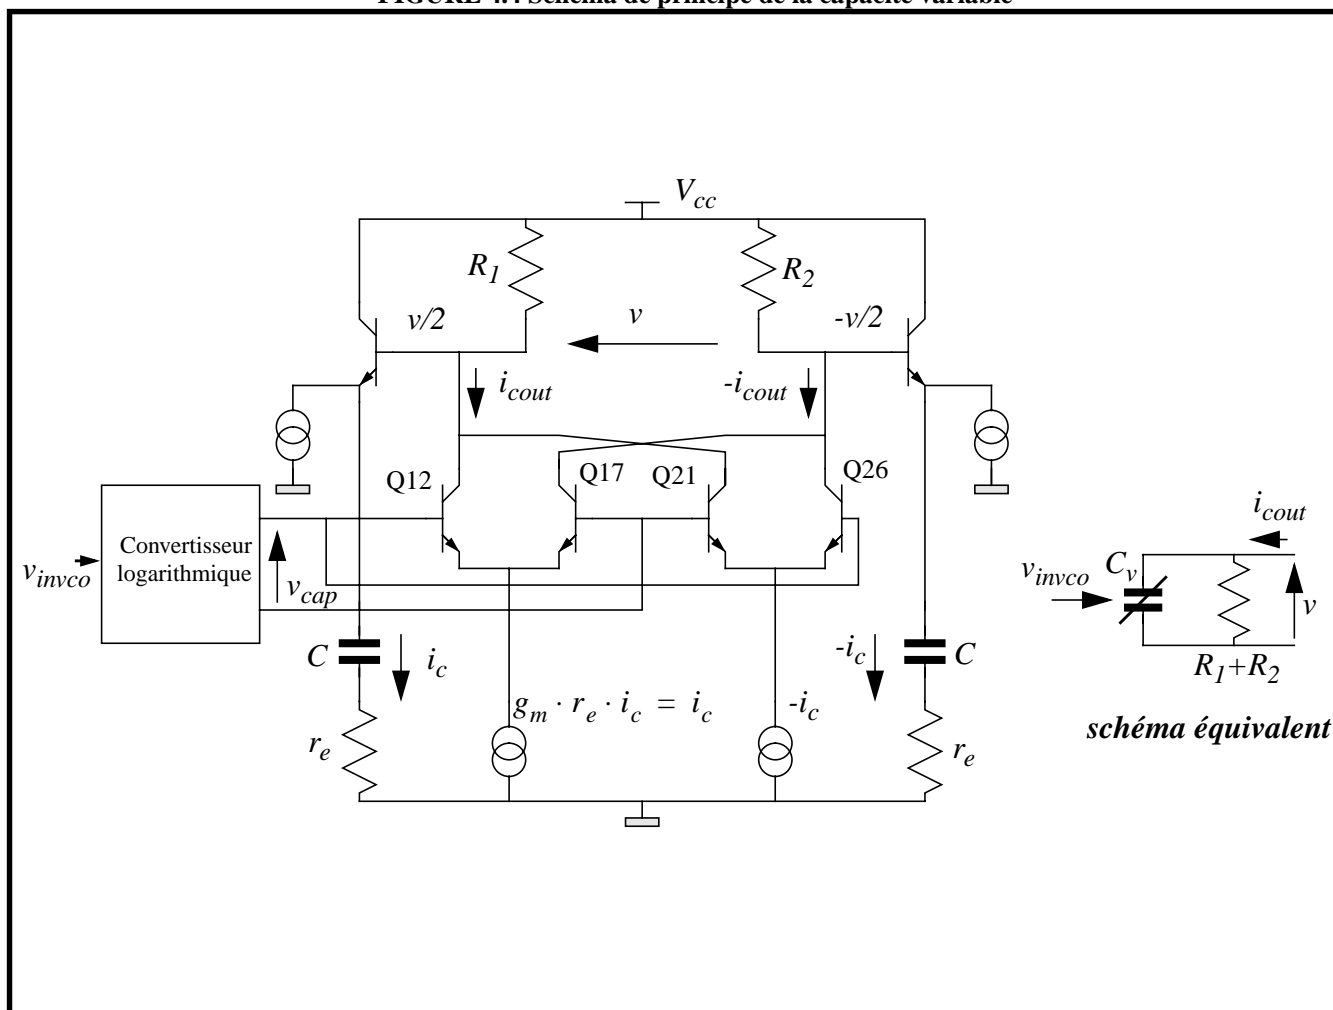 FIGURE 4.4 Schéma de principe de la capacité variable
V_cc
R_1
R_2
v/2
v
-v/2
i_cout
-i_cout
Q12
Q17
Q21
Q26
Convertisseur
logarithmique
v_invco
v_cap
i_cout
C_v
v_invco
v
R_1+R_2
C
i_c
-i_c
C
g_m · r_e · i_c = i_c
-i_c
r_e
r_e
schéma équivalent